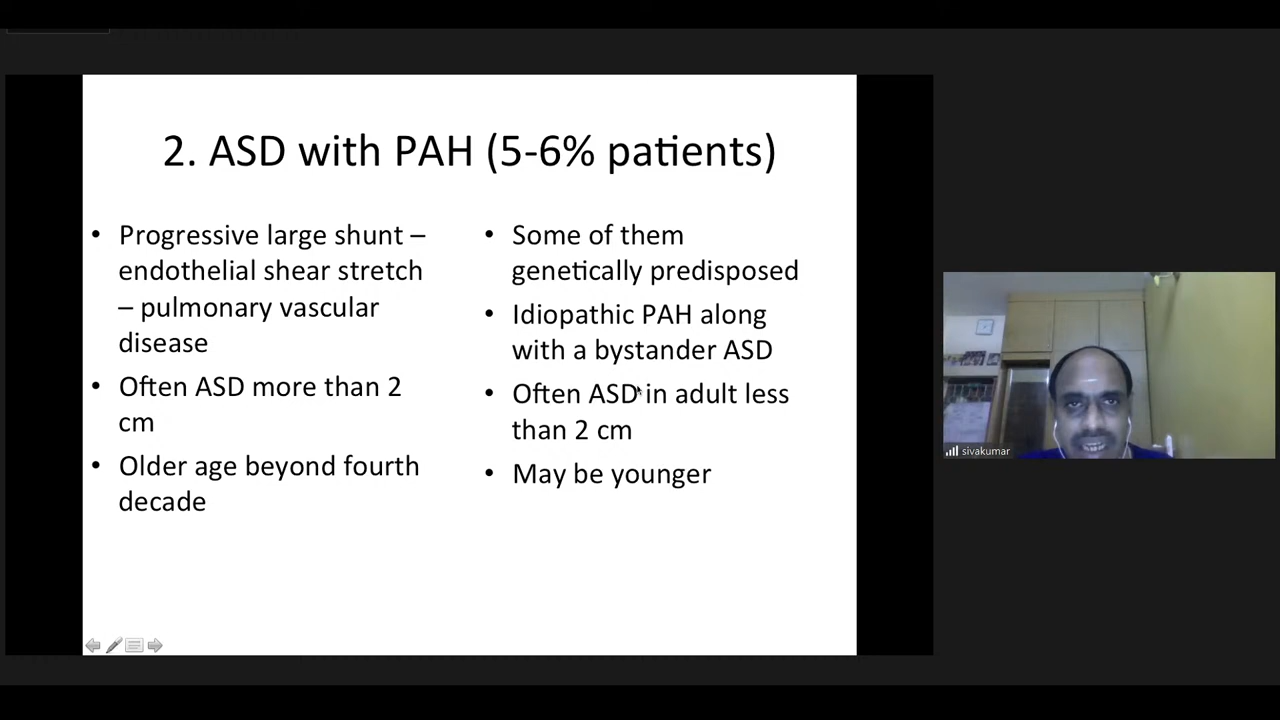 2. ASD with PAH (5-6% patients)
• Progressive large shunt –
endothelial shear stretch
– pulmonary vascular
disease
• Often ASD more than 2
cm
• Older age beyond fourth
decade
• Some of them
genetically predisposed
• Idiopathic PAH along
with a bystander ASD
• Often ASD in adult less
than 2 cm
• May be younger
sivakumar